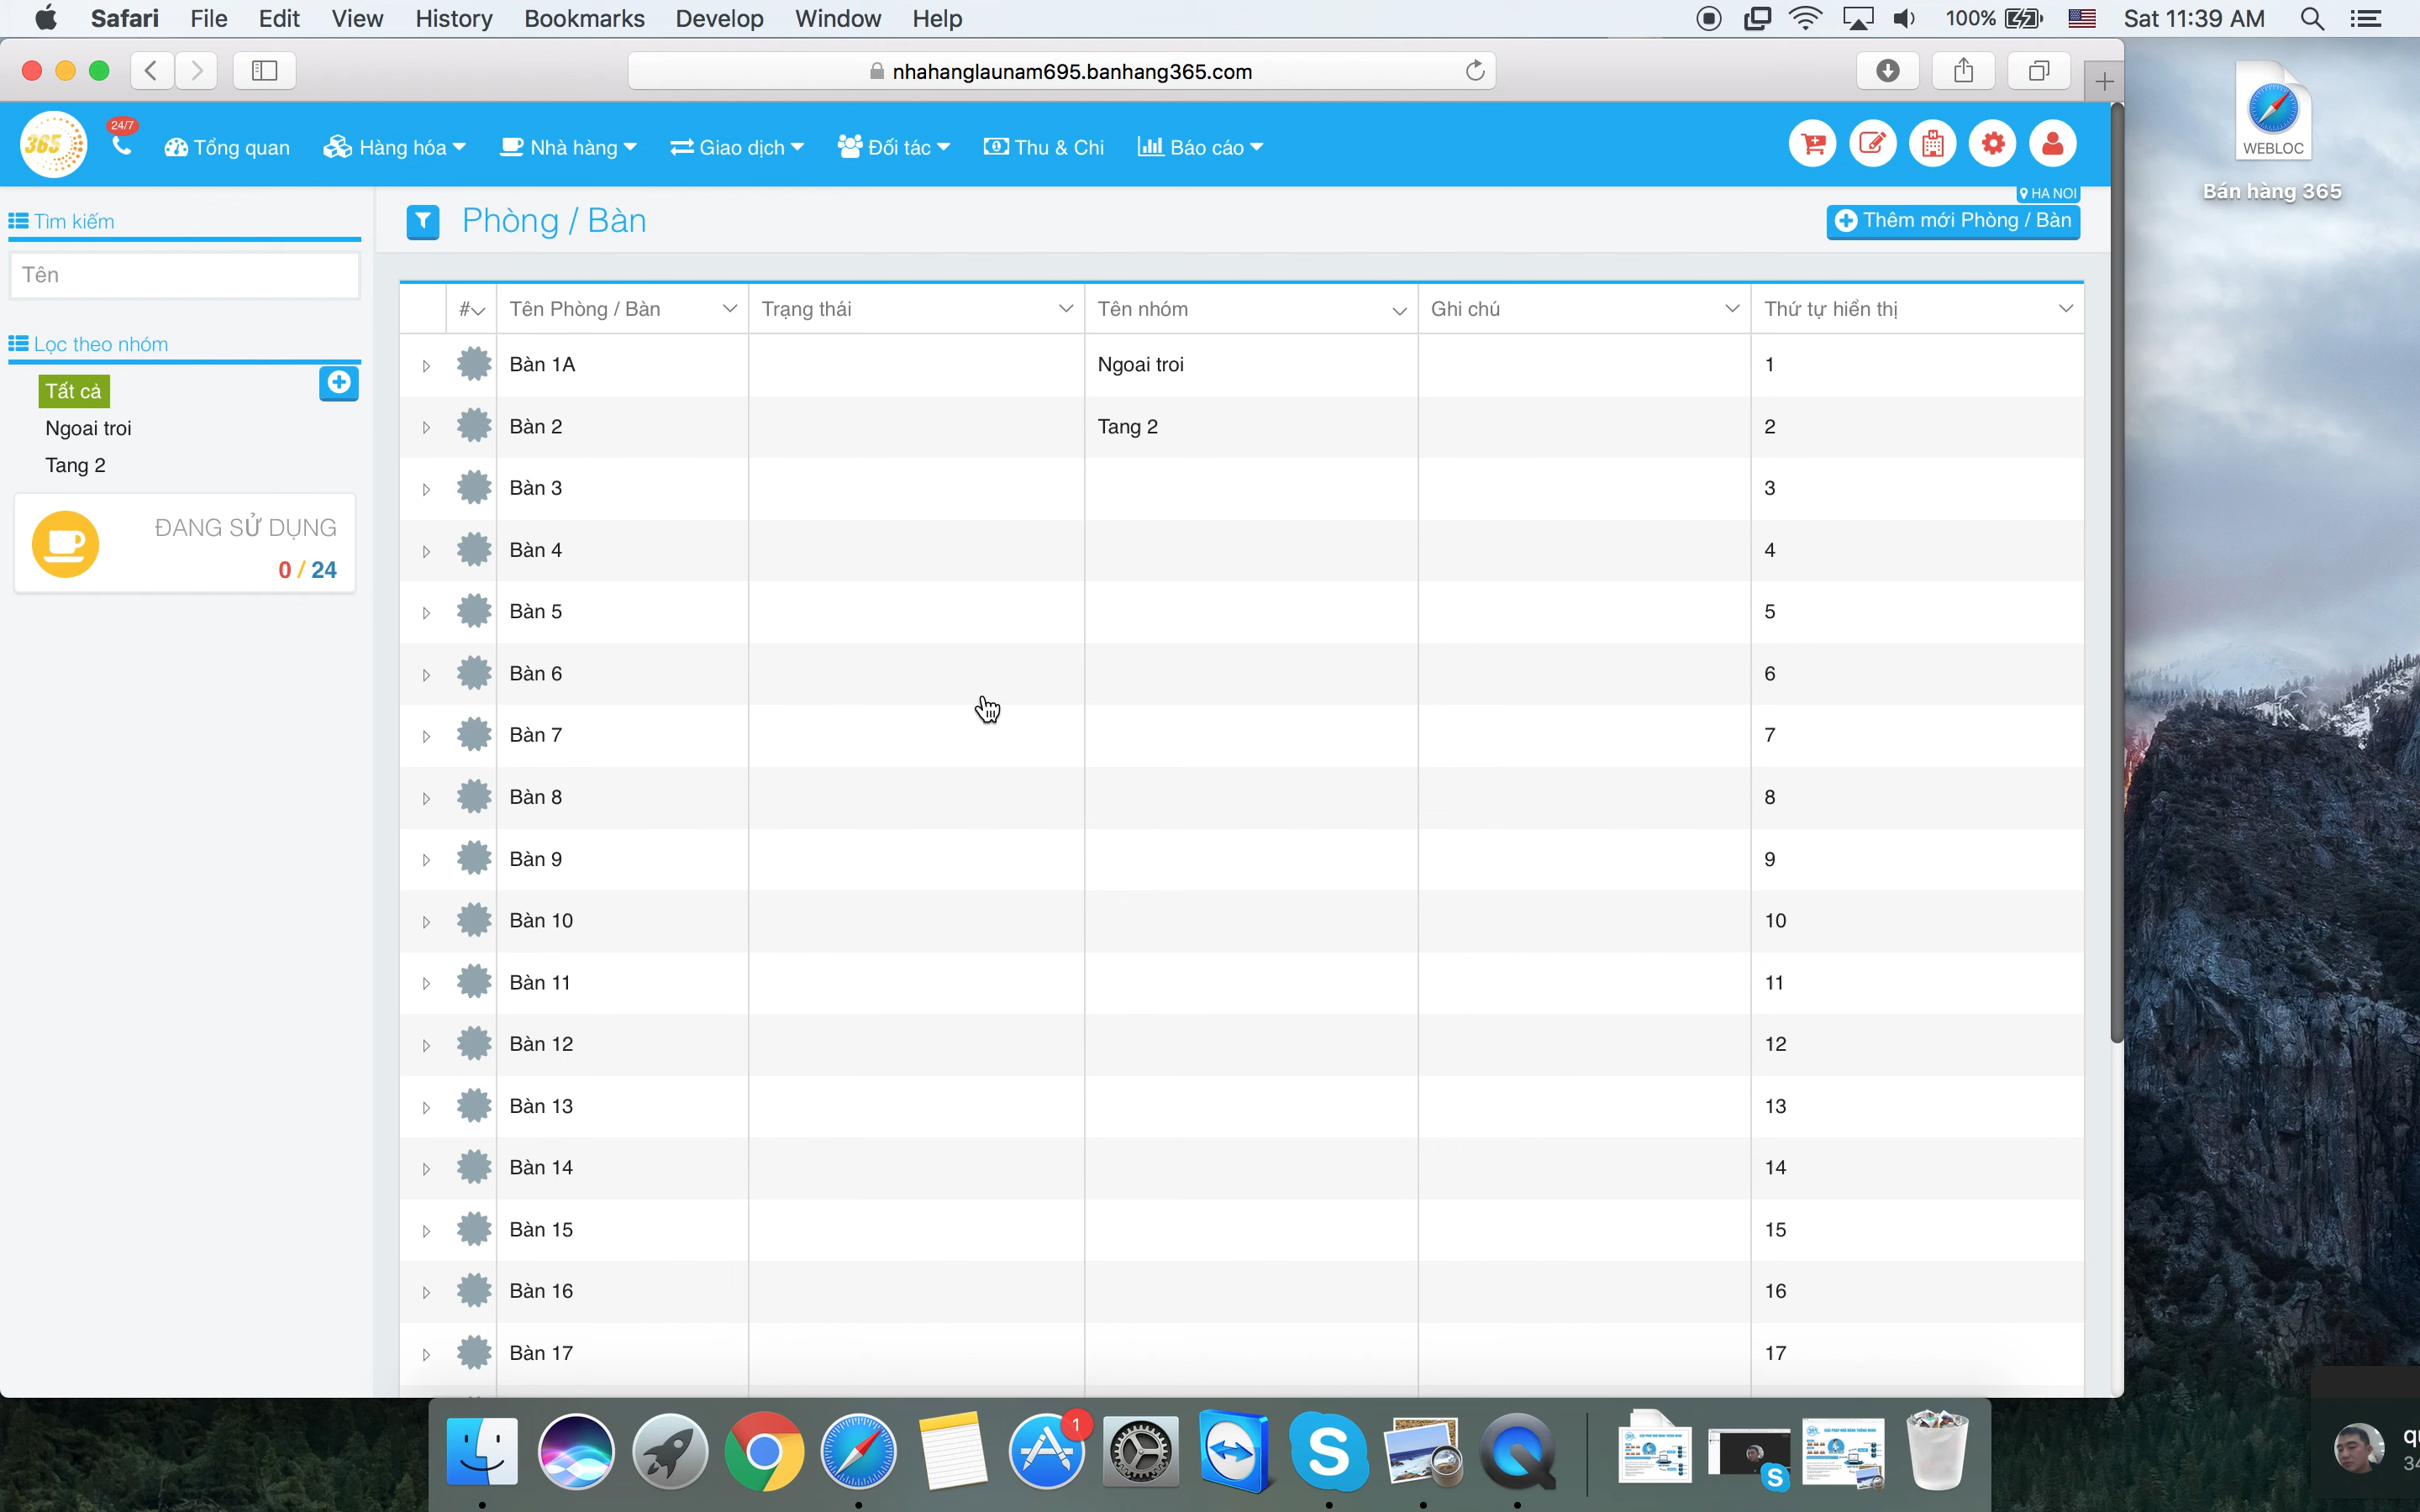 Safari File Edit View History Bookmarks Develop Window Help 100% Sat 11:39 AM
nhahanglaunam695.banhang365.com
365 24/7 Tổng quan Hàng hóa Nhà hàng Giao dịch Đối tác Thu & Chi Báo cáo
WEBLOC
Bán hàng 365
HA NOI
Tìm kiếm
Phòng / Bàn
Thêm mới Phòng / Bàn
Tên
Lọc theo nhóm
Tất cả
Ngoai troi
Tang 2
ĐANG SỬ DỤNG
0 / 24
# Tên Phòng / Bàn Trạng thái Tên nhóm Ghi chú Thứ tự hiển thị
Bàn 1A Ngoai troi 1
Bàn 2 Tang 2 2
Bàn 3 3
Bàn 4 4
Bàn 5 5
Bàn 6 6
Bàn 7 7
Bàn 8 8
Bàn 9 9
Bàn 10 10
Bàn 11 11
Bàn 12 12
Bàn 13 13
Bàn 14 14
Bàn 15 15
Bàn 16 16
Bàn 17 17
1